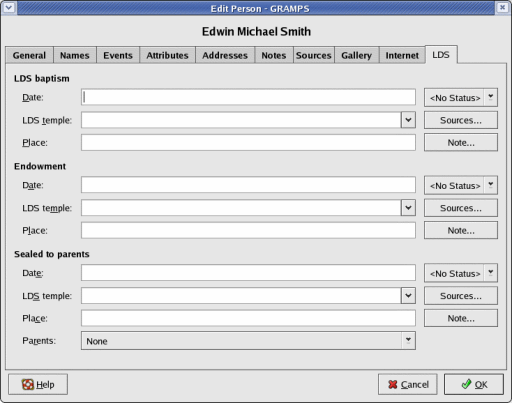 Edit Person - GRAMPS
Edwin Michael Smith
General Names Events Attributes Addresses Notes Sources Gallery Internet LDS
LDS baptism
Date: <No Status>
LDS temple: Sources...
Place: Note...
Endowment
Date: <No Status>
LDS temple: Sources...
Place: Note...
Sealed to parents
Date: <No Status>
LDS temple: Sources...
Place: Note...
Parents: None
Help Cancel OK